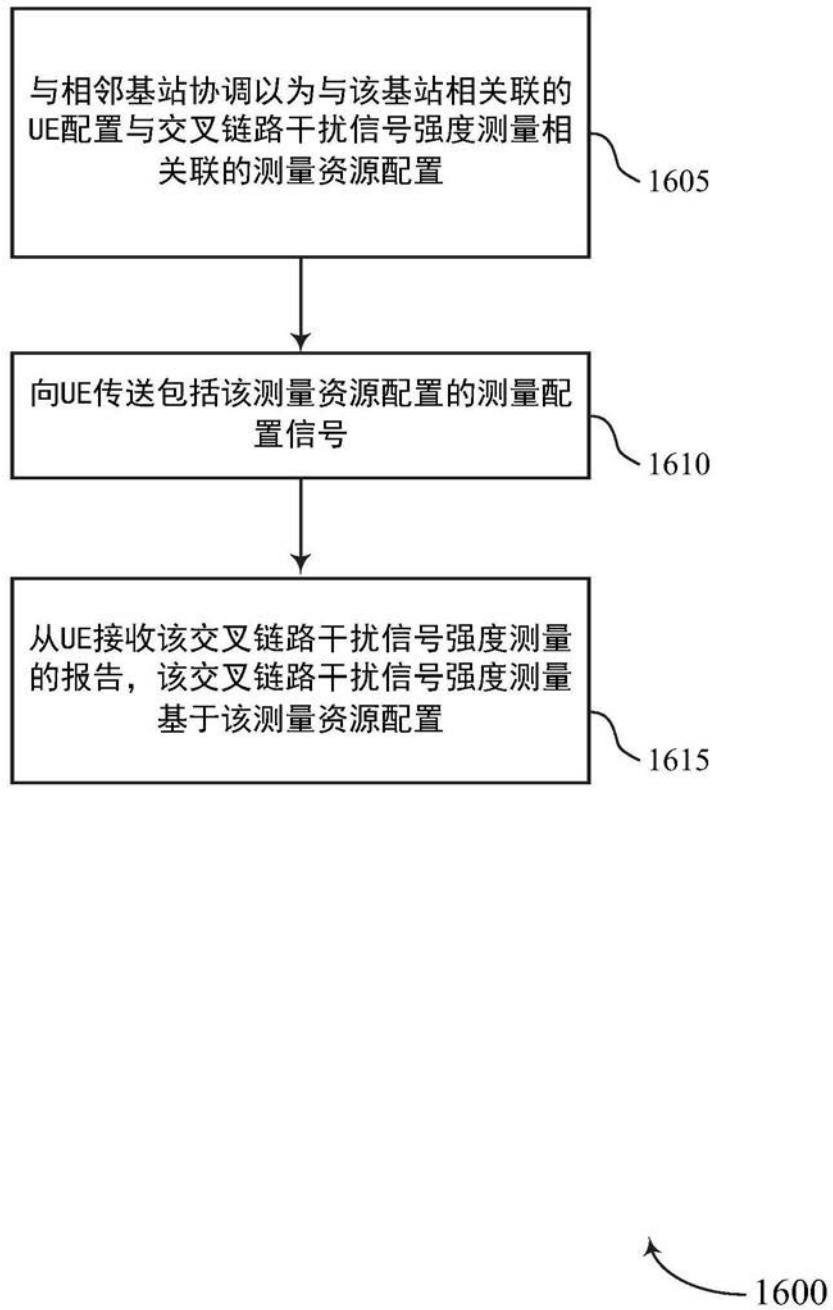 与相邻基站协调以为与该基站相关联的
UE配置与交叉链路干扰信号强度测量相
关联的测量资源配置
1605
向UE传送包括该测量资源配置的测量配
置信号
1610
从UE接收该交叉链路干扰信号强度测量
的报告，该交叉链路干扰信号强度测量
基于该测量资源配置
1615
1600